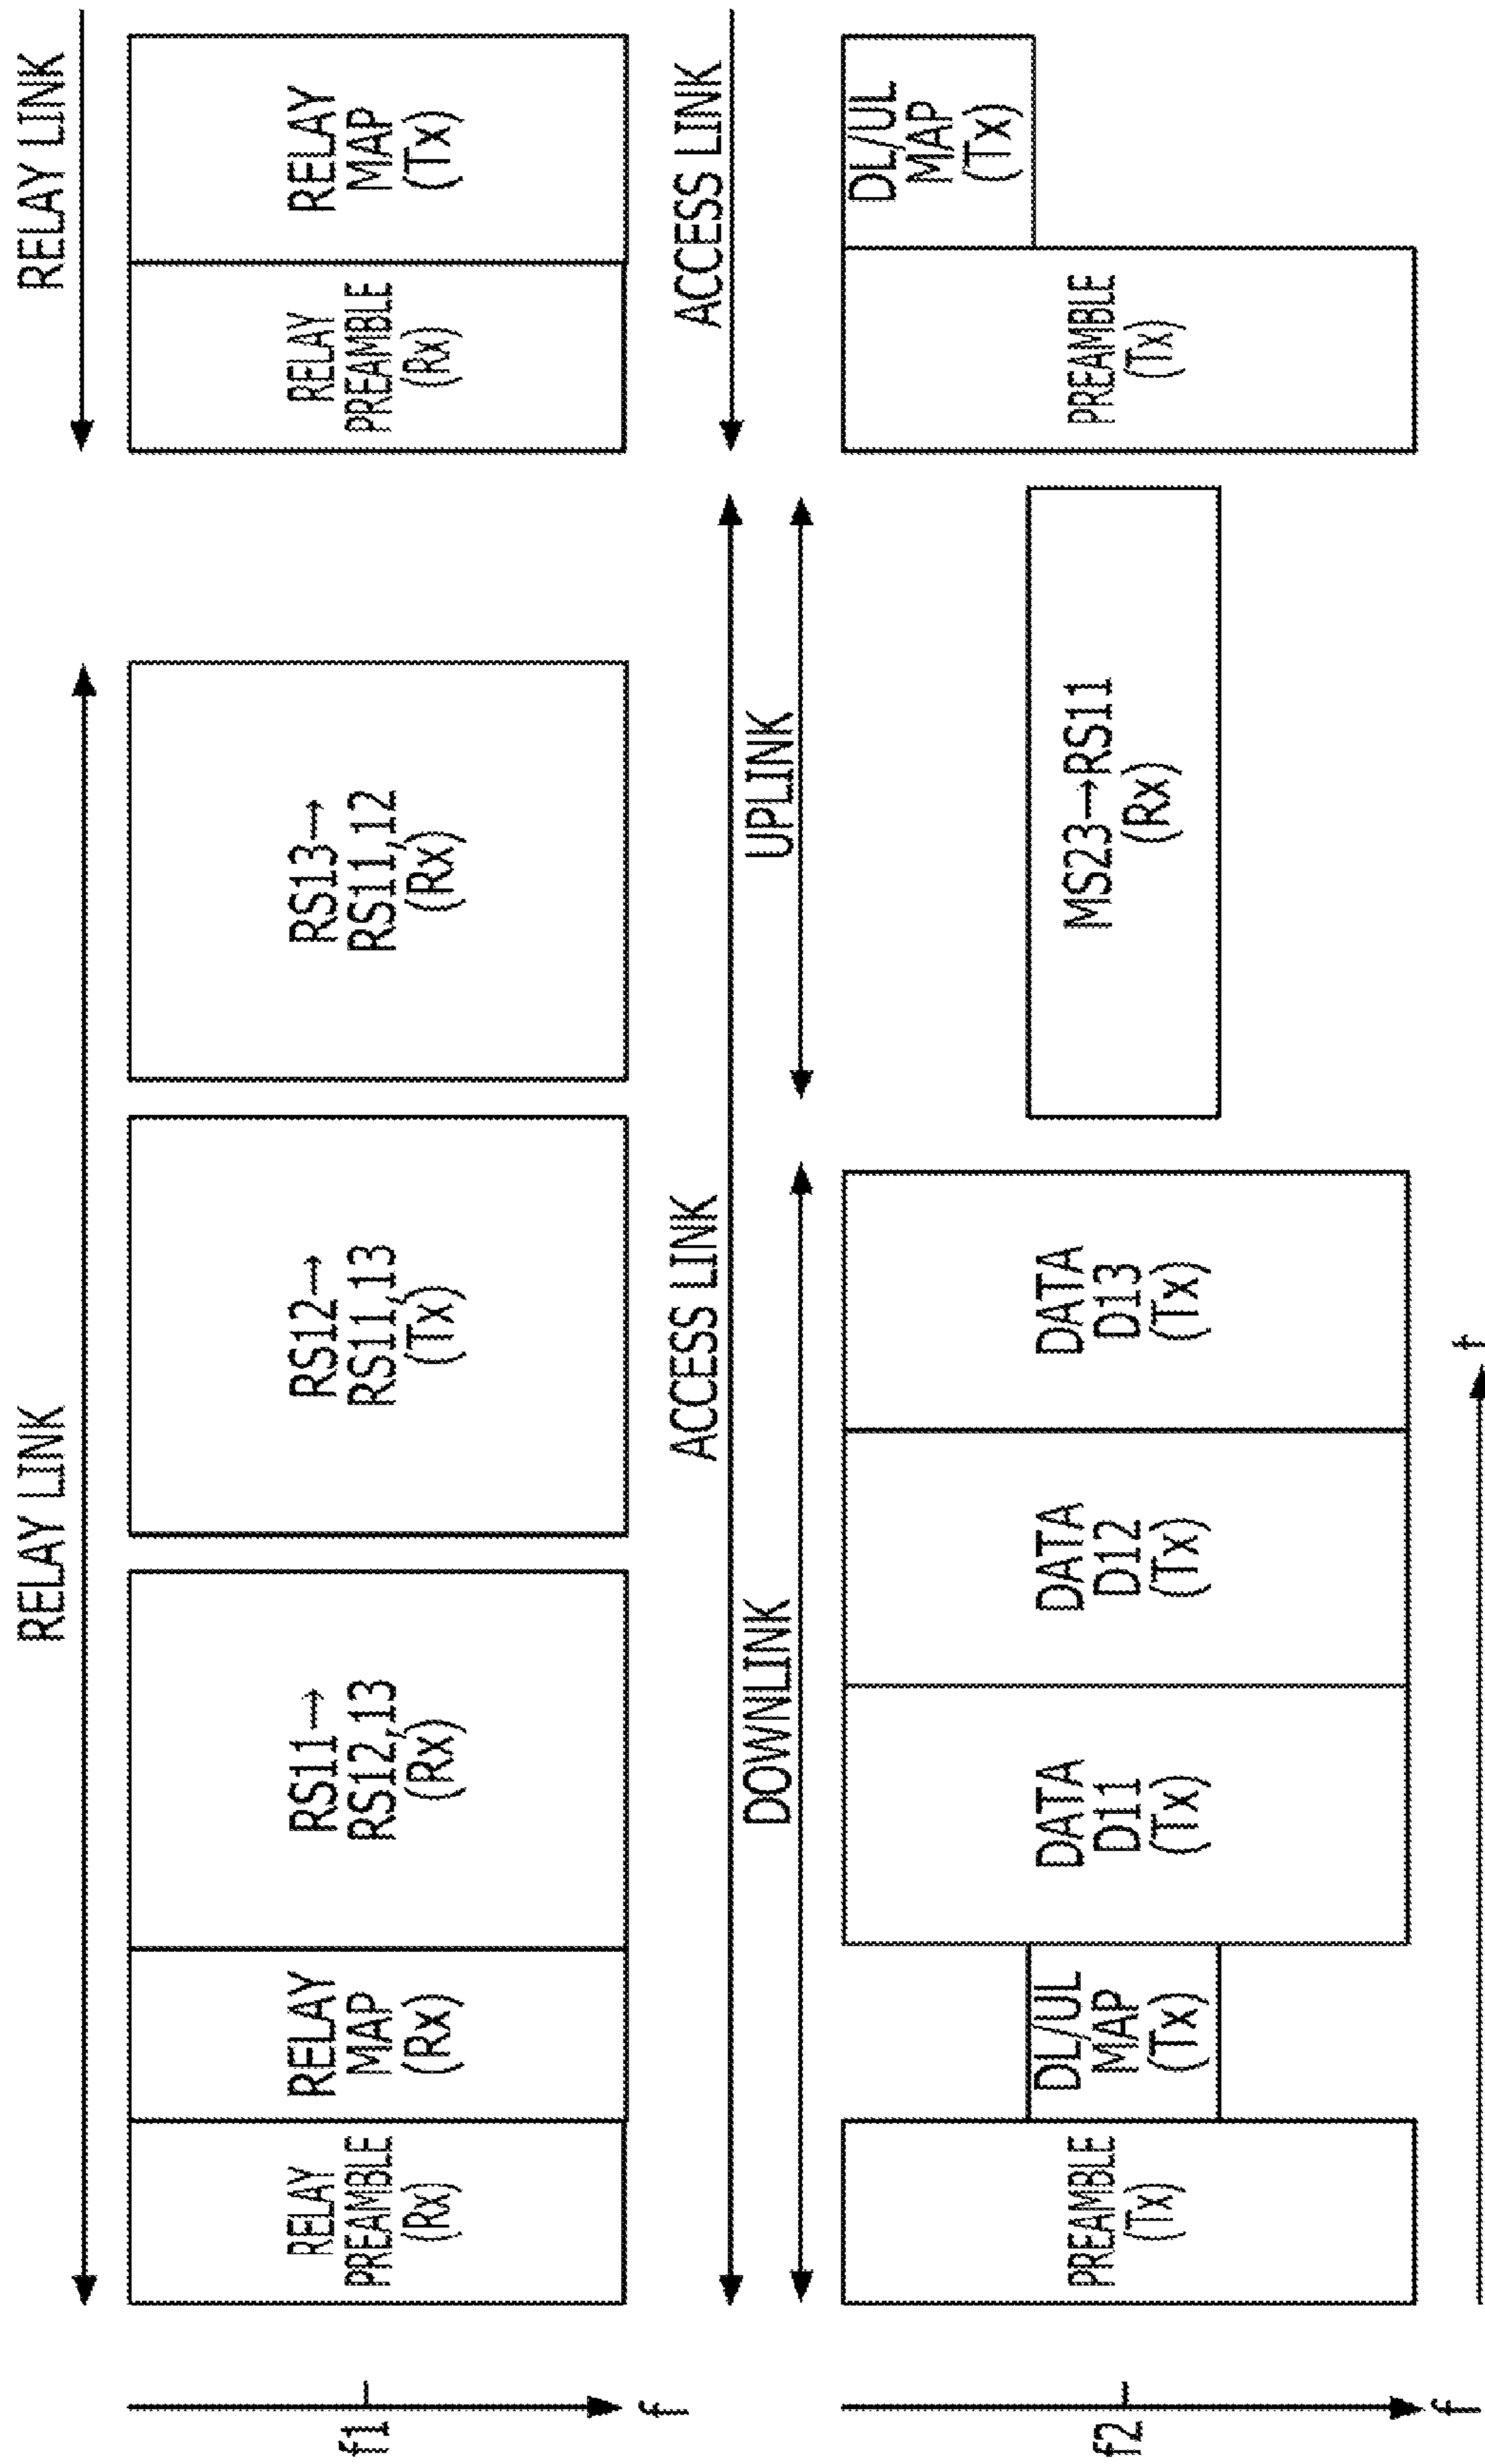 RELAY LINK
RELAY LINK
f1
f
RELAY
PREAMBLE
(Rx)
RELAY
MAP
(Rx)
RS11→
RS12,13
(Rx)
RS12→
RS11,13
(Tx)
RS13→
RS11,12
(Rx)
RELAY
PREAMBLE
(Rx)
RELAY
MAP
(Tx)
ACCESS LINK
ACCESS LINK
DOWNLINK
UPLINK
f2
f
PREAMBLE
(Tx)
DL/UL
MAP
(Tx)
DATA
D11
(Tx)
DATA
D12
(Tx)
DATA
D13
(Tx)
MS23→RS11
(Rx)
PREAMBLE
(Tx)
DL/UL
MAP
(Tx)
t